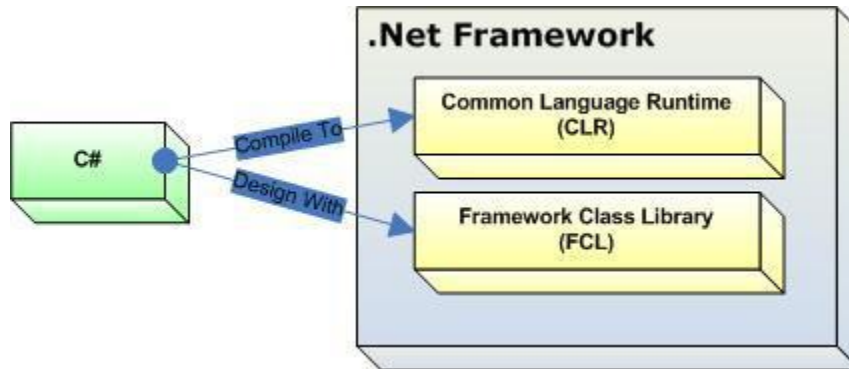 .Net Framework
Common Language Runtime
(CLR)
Compile To
C#
Design With
Framework Class Library
(FCL)